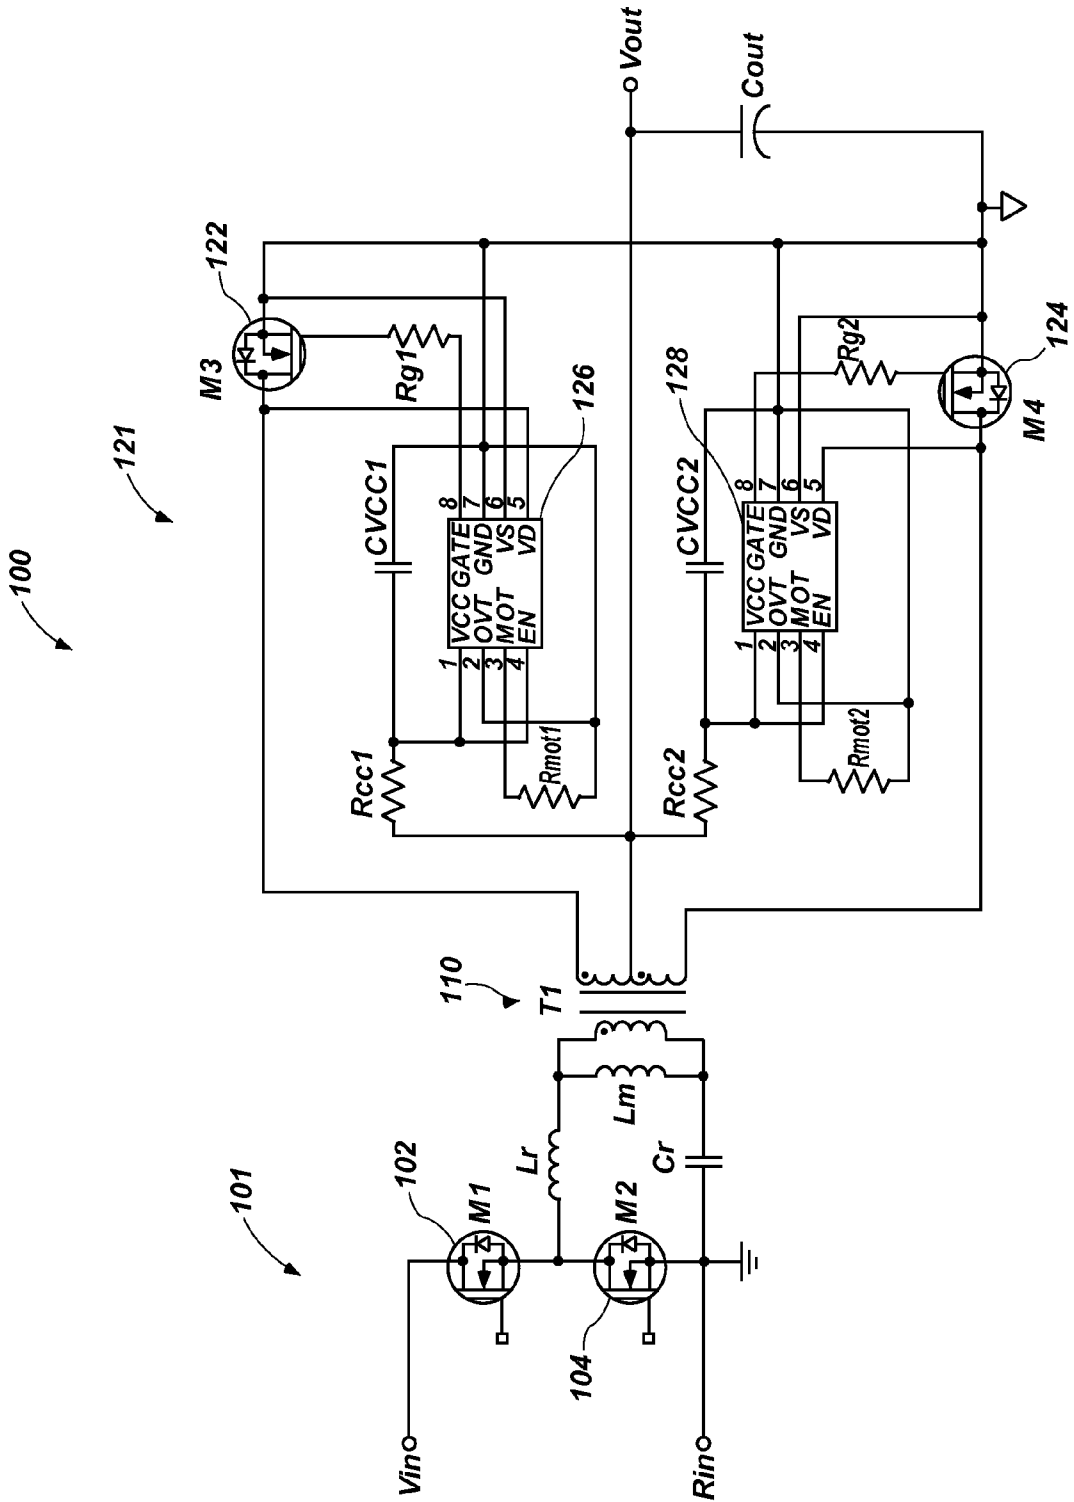 100
101
121
Vin
Rin
102
M1
104
M2
Lr
Cr
Lm
110
T1
122
M3
Rg1
126
CVCC1
Rcc1
Rmot1
1 VCC GATE 8
2 OVT GND 7
3 MOT VS 6
4 EN VD 5
128
CVCC2
Rcc2
Rmot2
1 VCC GATE 8
2 OVT GND 7
3 MOT VS 6
4 EN VD 5
Rg2
124
M4
Vout
Cout